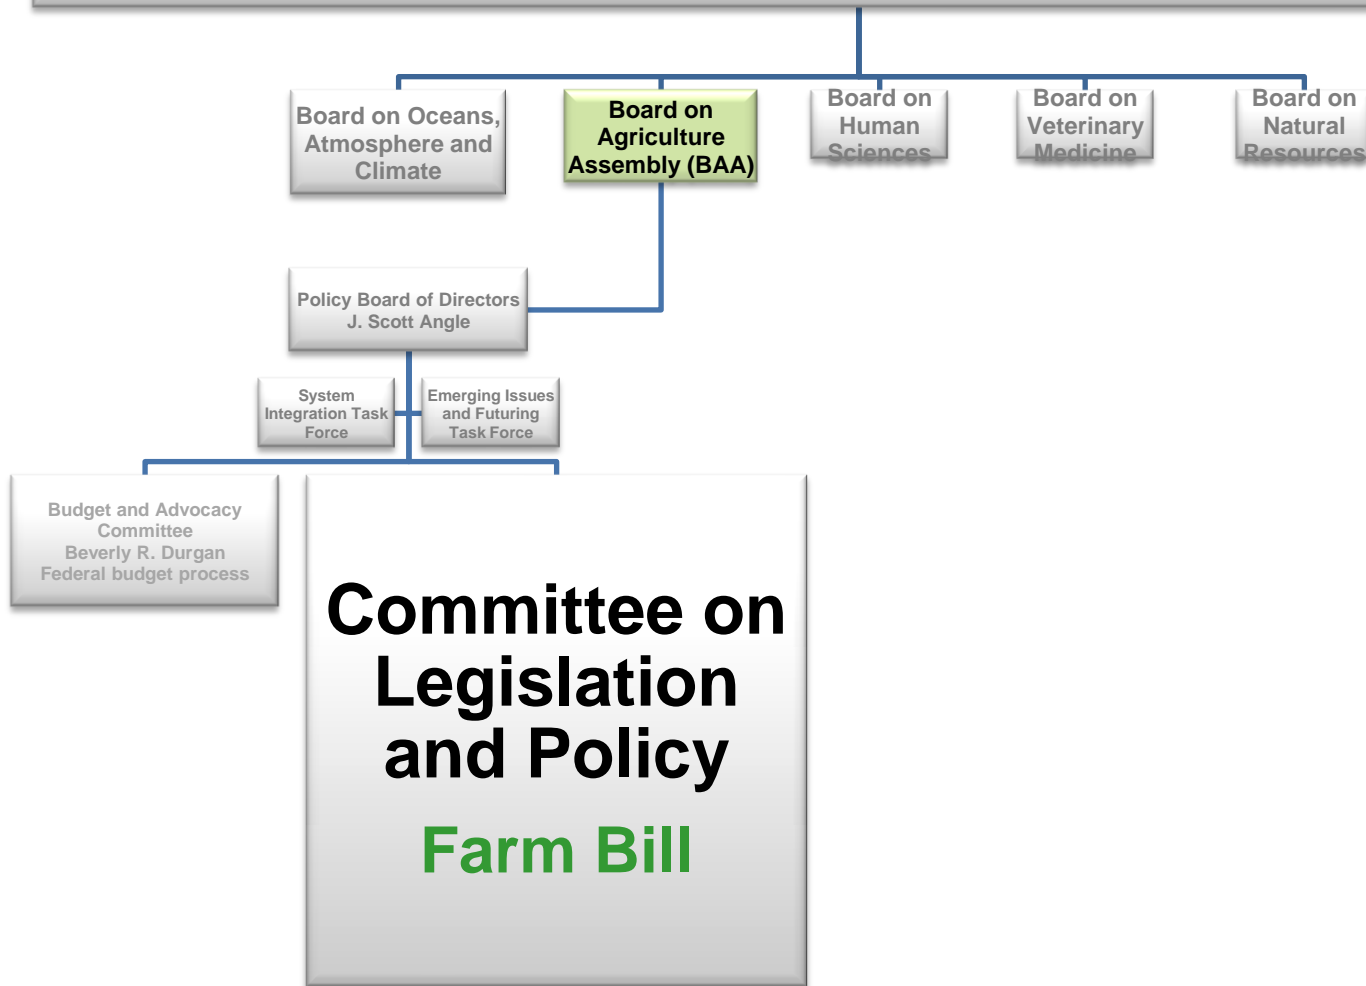 Board on Oceans,
Atmosphere and
Climate
Board on
Agriculture
Assembly (BAA)
Board on
Human
Sciences
Board on
Veterinary
Medicine
Board on
Natural
Resources
Policy Board of Directors
J. Scott Angle
System
Integration Task
Force
Emerging Issues
and Futuring
Task Force
Budget and Advocacy
Committee
Beverly R. Durgan
Federal budget process
Committee on
Legislation
and Policy
Farm Bill